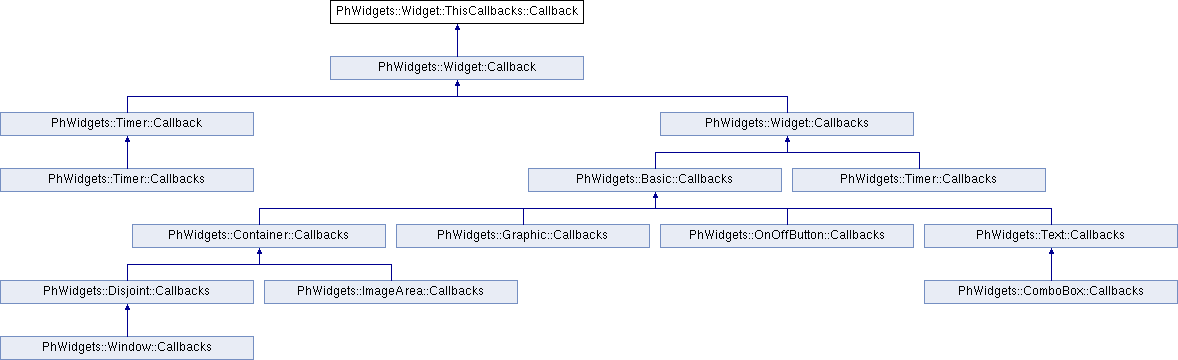 PhWidgets::Widget::ThisCallbacks::Callback
PhWidgets::Widget::Callback
PhWidgets::Timer::Callback
PhWidgets::Widget::Callbacks
PhWidgets::Timer::Callbacks
PhWidgets::Basic::Callbacks
PhWidgets::Timer::Callbacks
PhWidgets::Container::Callbacks
PhWidgets::Graphic::Callbacks
PhWidgets::OnOffButton::Callbacks
PhWidgets::Text::Callbacks
PhWidgets::Disjoint::Callbacks
PhWidgets::ImageArea::Callbacks
PhWidgets::ComboBox::Callbacks
PhWidgets::Window::Callbacks